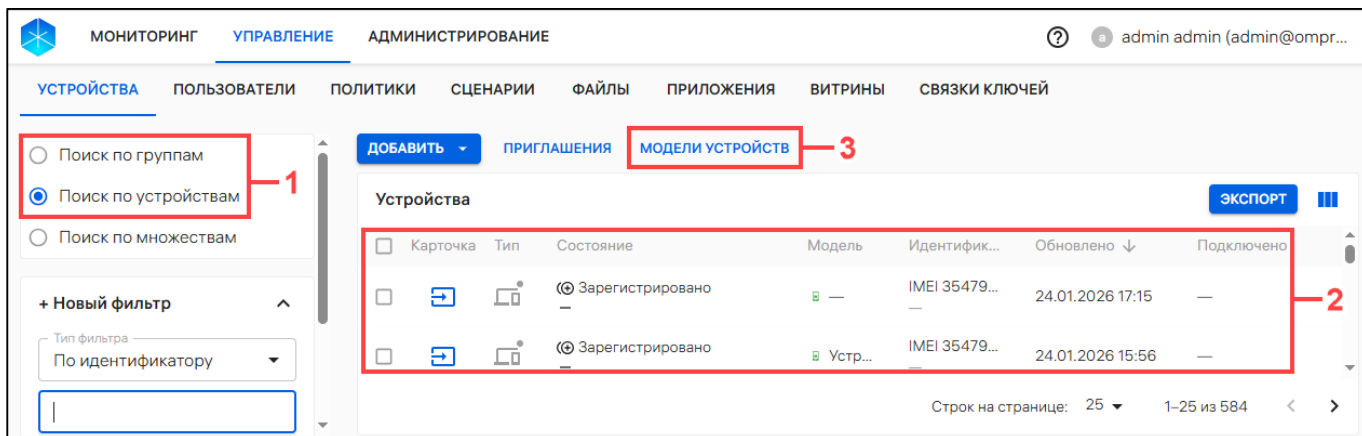 МОНИТОРИНГ УПРАВЛЕНИЕ АДМИНИСТРИРОВАНИЕ a admin admin (admin@ompr...
УСТРОЙСТВА ПОЛЬЗОВАТЕЛИ ПОЛИТИКИ СЦЕНАРИИ ФАЙЛЫ ПРИЛОЖЕНИЯ ВИТРИНЫ СВЯЗКИ КЛЮЧЕЙ
Поиск по группам
Поиск по устройствам
1
Поиск по множествам
+ Новый фильтр
Тип фильтра
По идентификатору
ДОБАВИТЬ ПРИГЛАШЕНИЯ МОДЕЛИ УСТРОЙСТВ 3
Устройства ЭКСПОРТ
Карточка Тип Состояние Модель Идентифик... Обновлено Подключено
Зарегистрировано — — IMEI 35479... — 24.01.2026 17:15 —
2
Зарегистрировано — Устр... IMEI 35479... — 24.01.2026 15:56 —
Строк на странице: 25 1–25 из 584